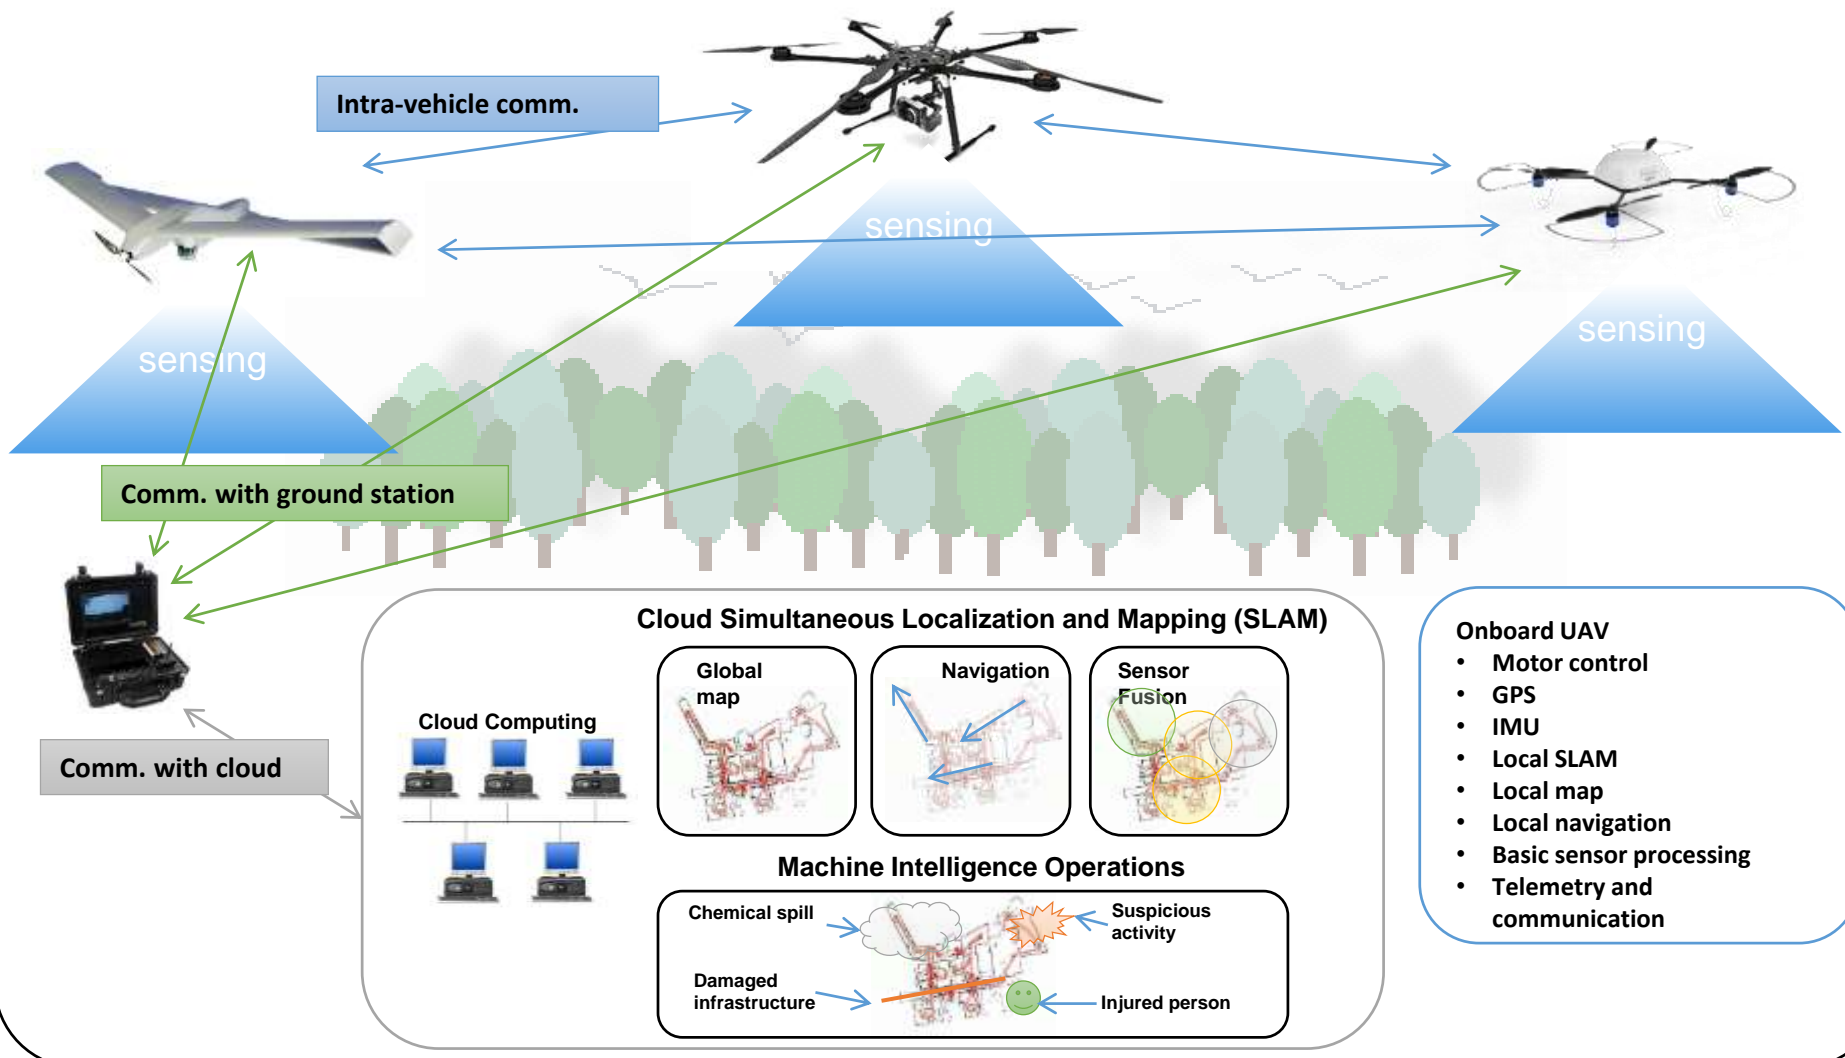 Intra-vehicle comm.
sensing
sensing
sensing
Comm. with ground station
Comm. with cloud
Cloud Simultaneous Localization and Mapping (SLAM)
Cloud Computing
Global
map
Navigation
Sensor
Fusion
Machine Intelligence Operations
Chemical spill
Suspicious
activity
Damaged
infrastructure
Injured person
Onboard UAV
• Motor control
• GPS
• IMU
• Local SLAM
• Local map
• Local navigation
• Basic sensor processing
• Telemetry and
communication